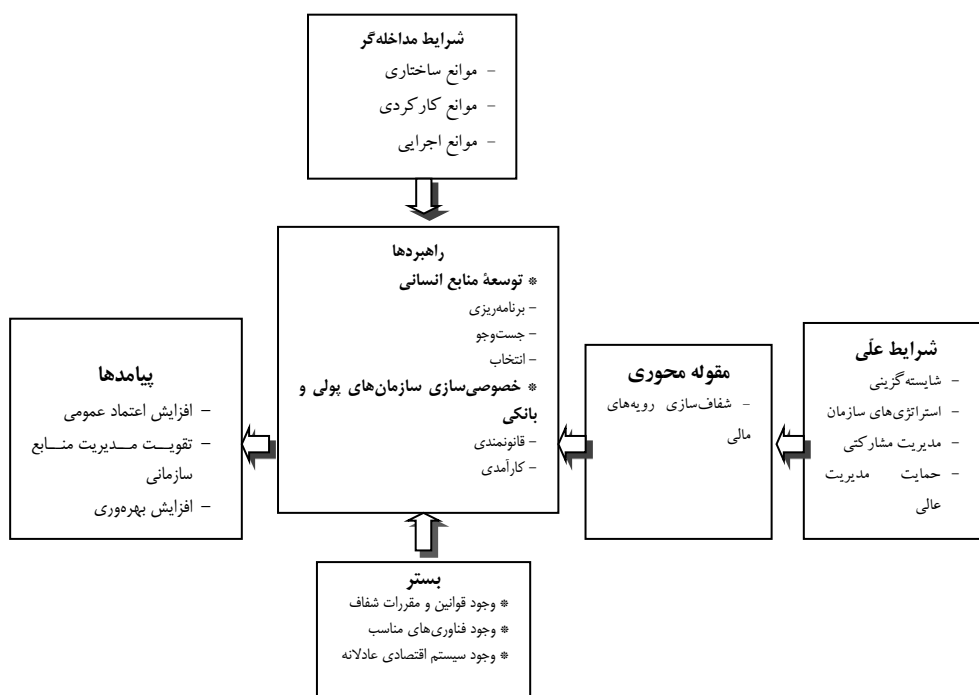 شرایط مداخله‌گر
- موانع ساختاری
- موانع کارکردی
- موانع اجرایی
شرایط علّی
- شایسته‌گزینی
- استراتژی‌های سازمان
- مدیریت مشارکتی
- حمایت مدیریت
عالی
مقوله محوری
- شفاف‌سازی رویه‌های
مالی
راهبردها
* توسعهٔ منابع انسانی
- برنامه‌ریزی
- جست‌وجو
- انتخاب
* خصوصی‌سازی سازمان‌های پولی و
بانکی
- قانونمندی
- کارآمدی
پیامدها
- افزایش اعتماد عمومی
- تقویت مدیریت منابع
سازمانی
- افزایش بهره‌وری
بستر
* وجود قوانین و مقررات شفاف
* وجود فناوری‌های مناسب
* وجود سیستم اقتصادی عادلانه